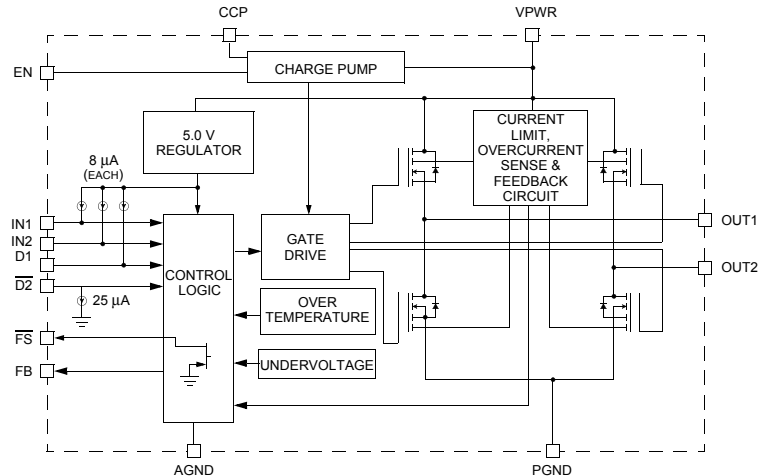 CCP
VPWR
EN
CHARGE PUMP
5.0 V
REGULATOR
CURRENT
LIMIT,
OVERCURRENT
SENSE &
FEEDBACK
CIRCUIT
8 µA
(EACH)
IN1
IN2
D1
D2
25 µA
FS
FB
CONTROL
LOGIC
GATE
DRIVE
OVER
TEMPERATURE
UNDERVOLTAGE
OUT1
OUT2
AGND
PGND